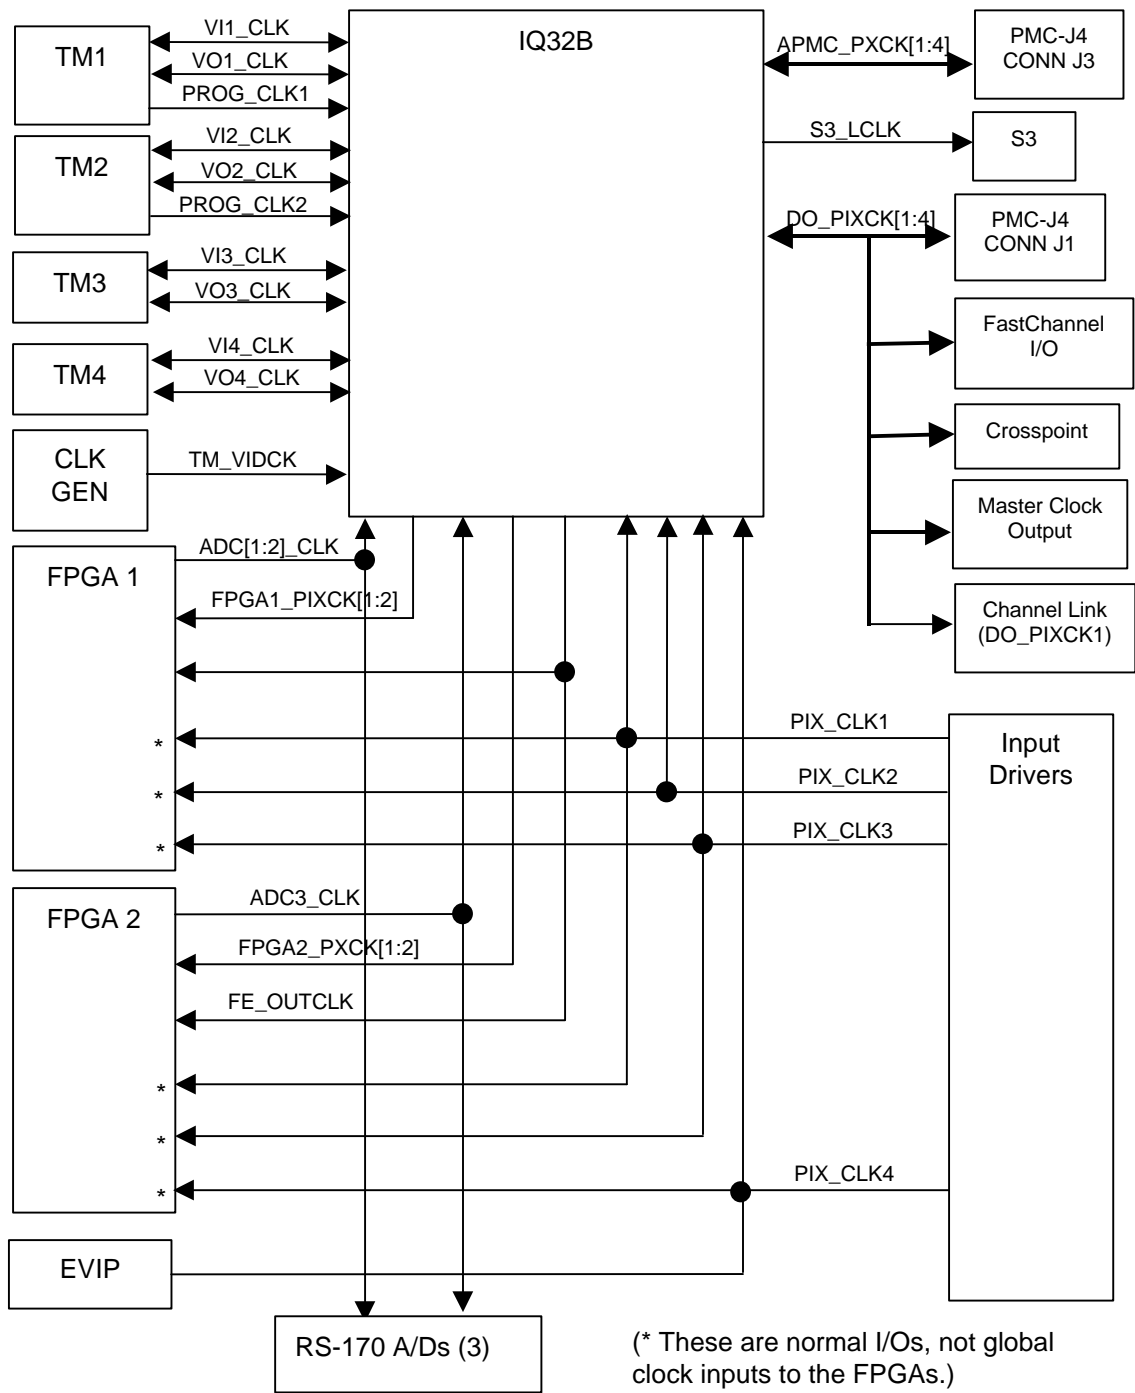 TM1
VI1_CLK
VO1_CLK
PROG_CLK1
TM2
VI2_CLK
VO2_CLK
PROG_CLK2
TM3
VI3_CLK
VO3_CLK
TM4
VI4_CLK
VO4_CLK
CLK
GEN
TM_VIDCK
IQ32B
APMC_PXCK[1:4]
PMC-J4
CONN J3
S3_LCLK
S3
DO_PIXCK[1:4]
PMC-J4
CONN J1
FastChannel
I/O
Crosspoint
Master Clock
Output
Channel Link
(DO_PIXCK1)
FPGA 1
ADC[1:2]_CLK
FPGA1_PIXCK[1:2]
*
*
*
PIX_CLK1
PIX_CLK2
PIX_CLK3
Input
Drivers
FPGA 2
ADC3_CLK
FPGA2_PXCK[1:2]
FE_OUTCLK
*
*
*
PIX_CLK4
EVIP
RS-170 A/Ds (3)
(* These are normal I/Os, not global
clock inputs to the FPGAs.)